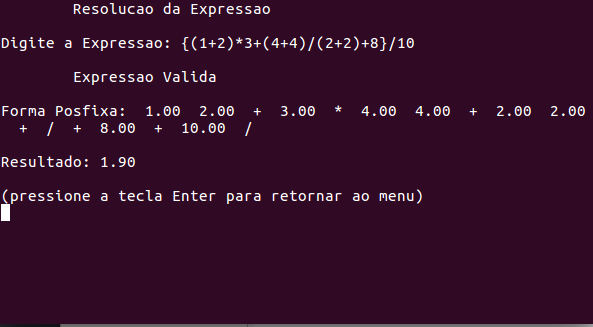 Resolucao da Expressao
Digite a Expressao: {(1+2)*3+(4+4)/(2+2)+8}/10
Expressao Valida
Forma Posfixa:  1.00  2.00  +  3.00  *  4.00  4.00  +  2.00  2.00
+  /  +  8.00  +  10.00  /
Resultado: 1.90
(pressione a tecla Enter para retornar ao menu)